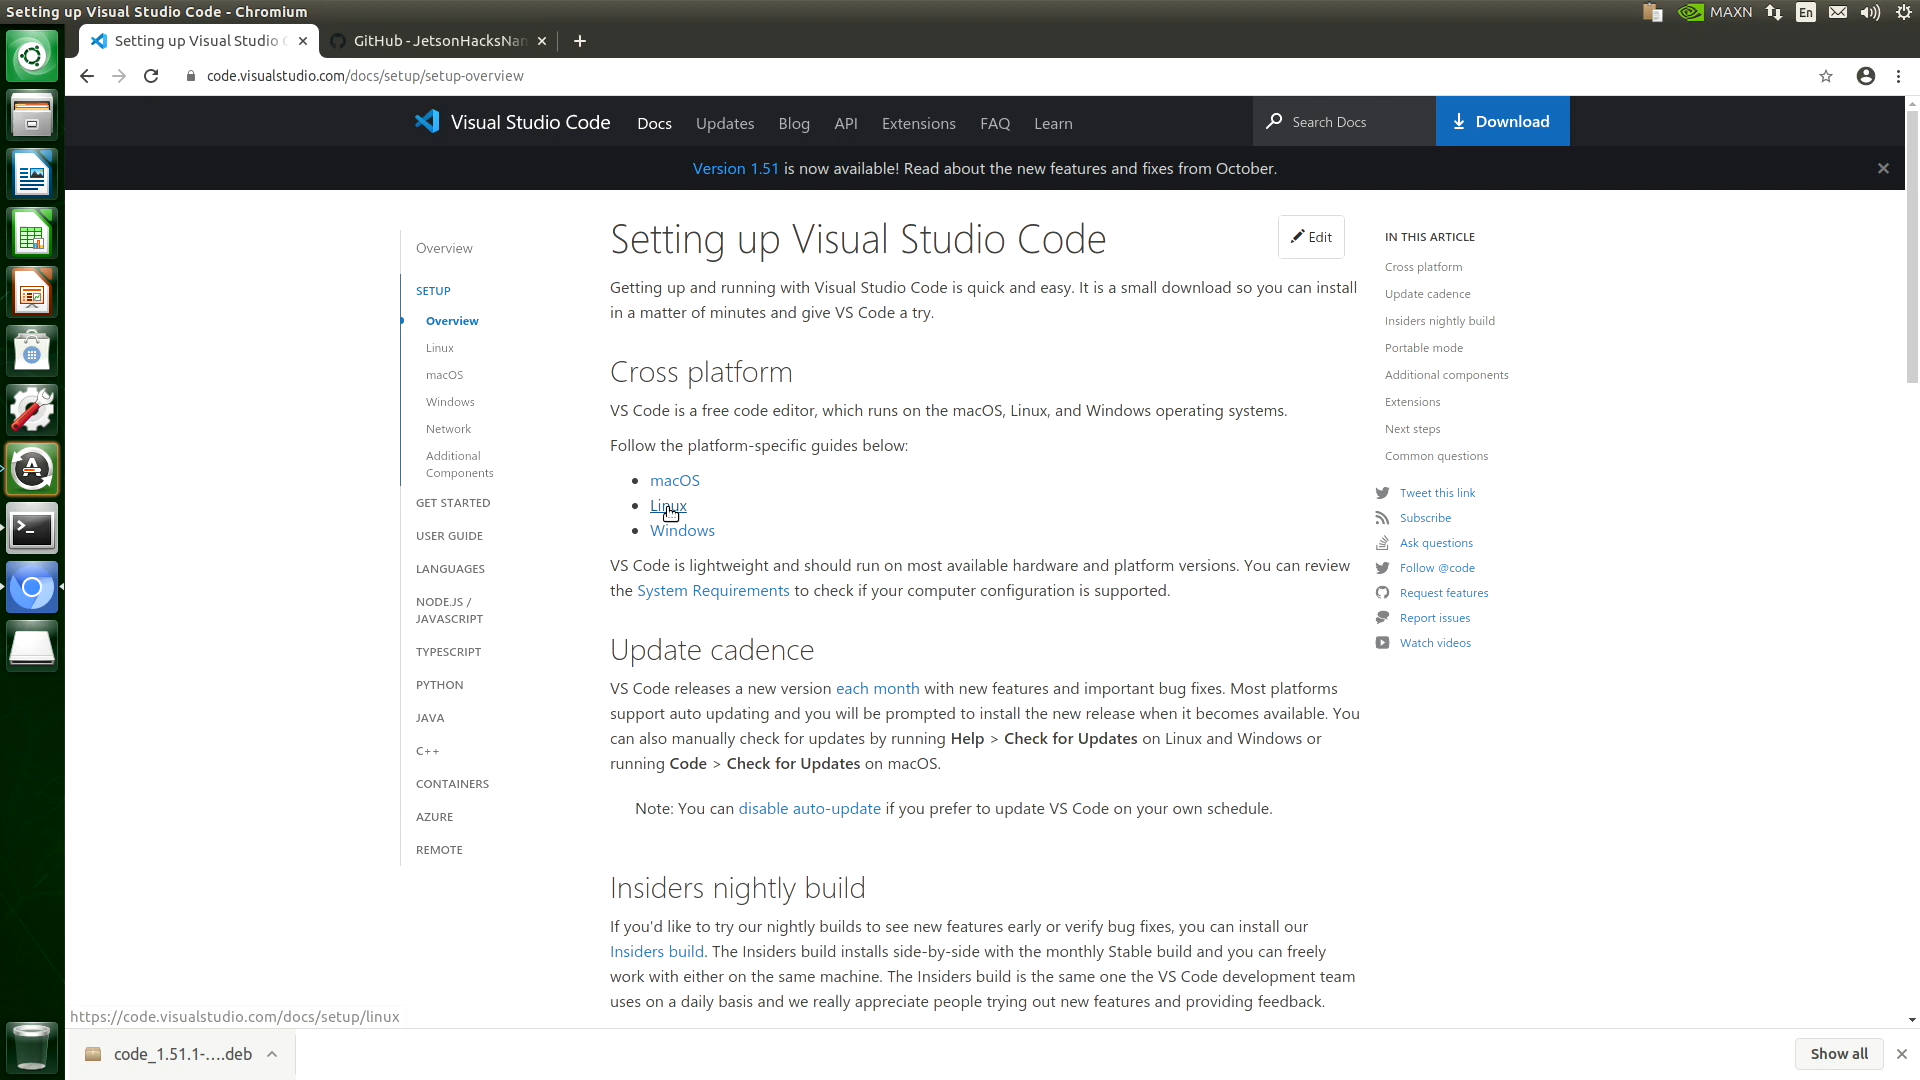 Setting up Visual Studio Code - Chromium
MAXN
En
Setting up Visual Studio
GitHub - JetsonHacksNan
code.visualstudio.com/docs/setup/setup-overview
Visual Studio Code
Docs
Updates
Blog
API
Extensions
FAQ
Learn
Search Docs
Download
Version 1.51 is now available! Read about the new features and fixes from October.
Overview
SETUP
Overview
Linux
macOS
Windows
Network
Additional
Components
GET STARTED
USER GUIDE
LANGUAGES
NODE.JS /
JAVASCRIPT
TYPESCRIPT
PYTHON
JAVA
C++
CONTAINERS
AZURE
REMOTE
Setting up Visual Studio Code
Edit
Getting up and running with Visual Studio Code is quick and easy. It is a small download so you can install
in a matter of minutes and give VS Code a try.
Cross platform
VS Code is a free code editor, which runs on the macOS, Linux, and Windows operating systems.
Follow the platform-specific guides below:
macOS
Linux
Windows
VS Code is lightweight and should run on most available hardware and platform versions. You can review
the System Requirements to check if your computer configuration is supported.
Update cadence
VS Code releases a new version each month with new features and important bug fixes. Most platforms
support auto updating and you will be prompted to install the new release when it becomes available. You
can also manually check for updates by running Help > Check for Updates on Linux and Windows or
running Code > Check for Updates on macOS.
Note: You can disable auto-update if you prefer to update VS Code on your own schedule.
Insiders nightly build
If you'd like to try our nightly builds to see new features early or verify bug fixes, you can install our
Insiders build. The Insiders build installs side-by-side with the monthly Stable build and you can freely
work with either on the same machine. The Insiders build is the same one the VS Code development team
uses on a daily basis and we really appreciate people trying out new features and providing feedback.
IN THIS ARTICLE
Cross platform
Update cadence
Insiders nightly build
Portable mode
Additional components
Extensions
Next steps
Common questions
Tweet this link
Subscribe
Ask questions
Follow @code
Request features
Report issues
Watch videos
https://code.visualstudio.com/docs/setup/linux
code_1.51.1-....deb
Show all